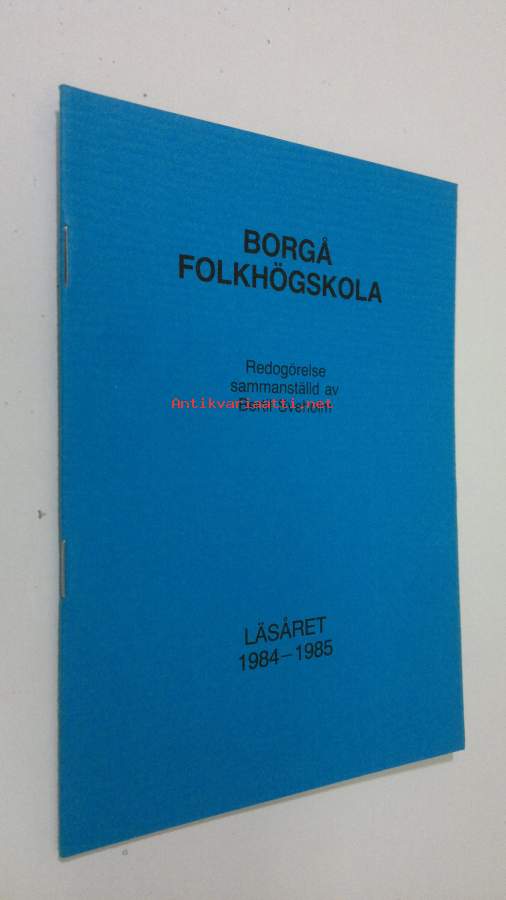 BORGÅ
FOLKHÖGSKOLA
Redogörelse
sammanställd av
Antikvariaatti.net
LÄSÅRET
1984–1985